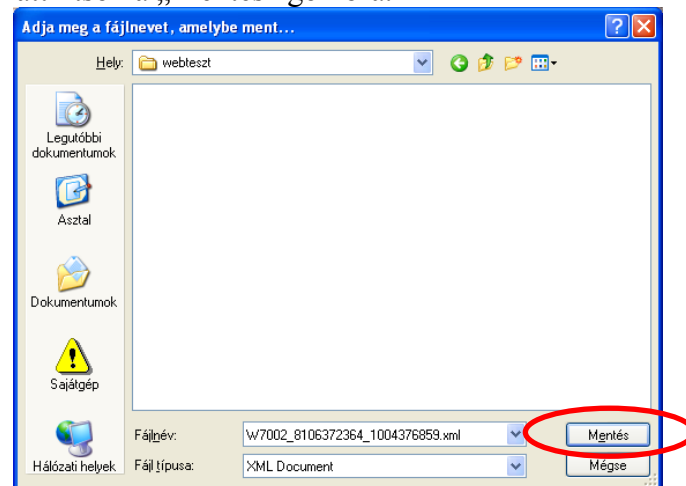 Adja meg a fájlnevet, amelybe ment...
Hely: webteszt
Legutóbbi
dokumentumok
Asztal
Dokumentumok
Sajátgép
Hálózati helyek
Fájlnév: W7002_8106372364_1004376859.xml Mentés
Fájl típusa: XML Document Mégse